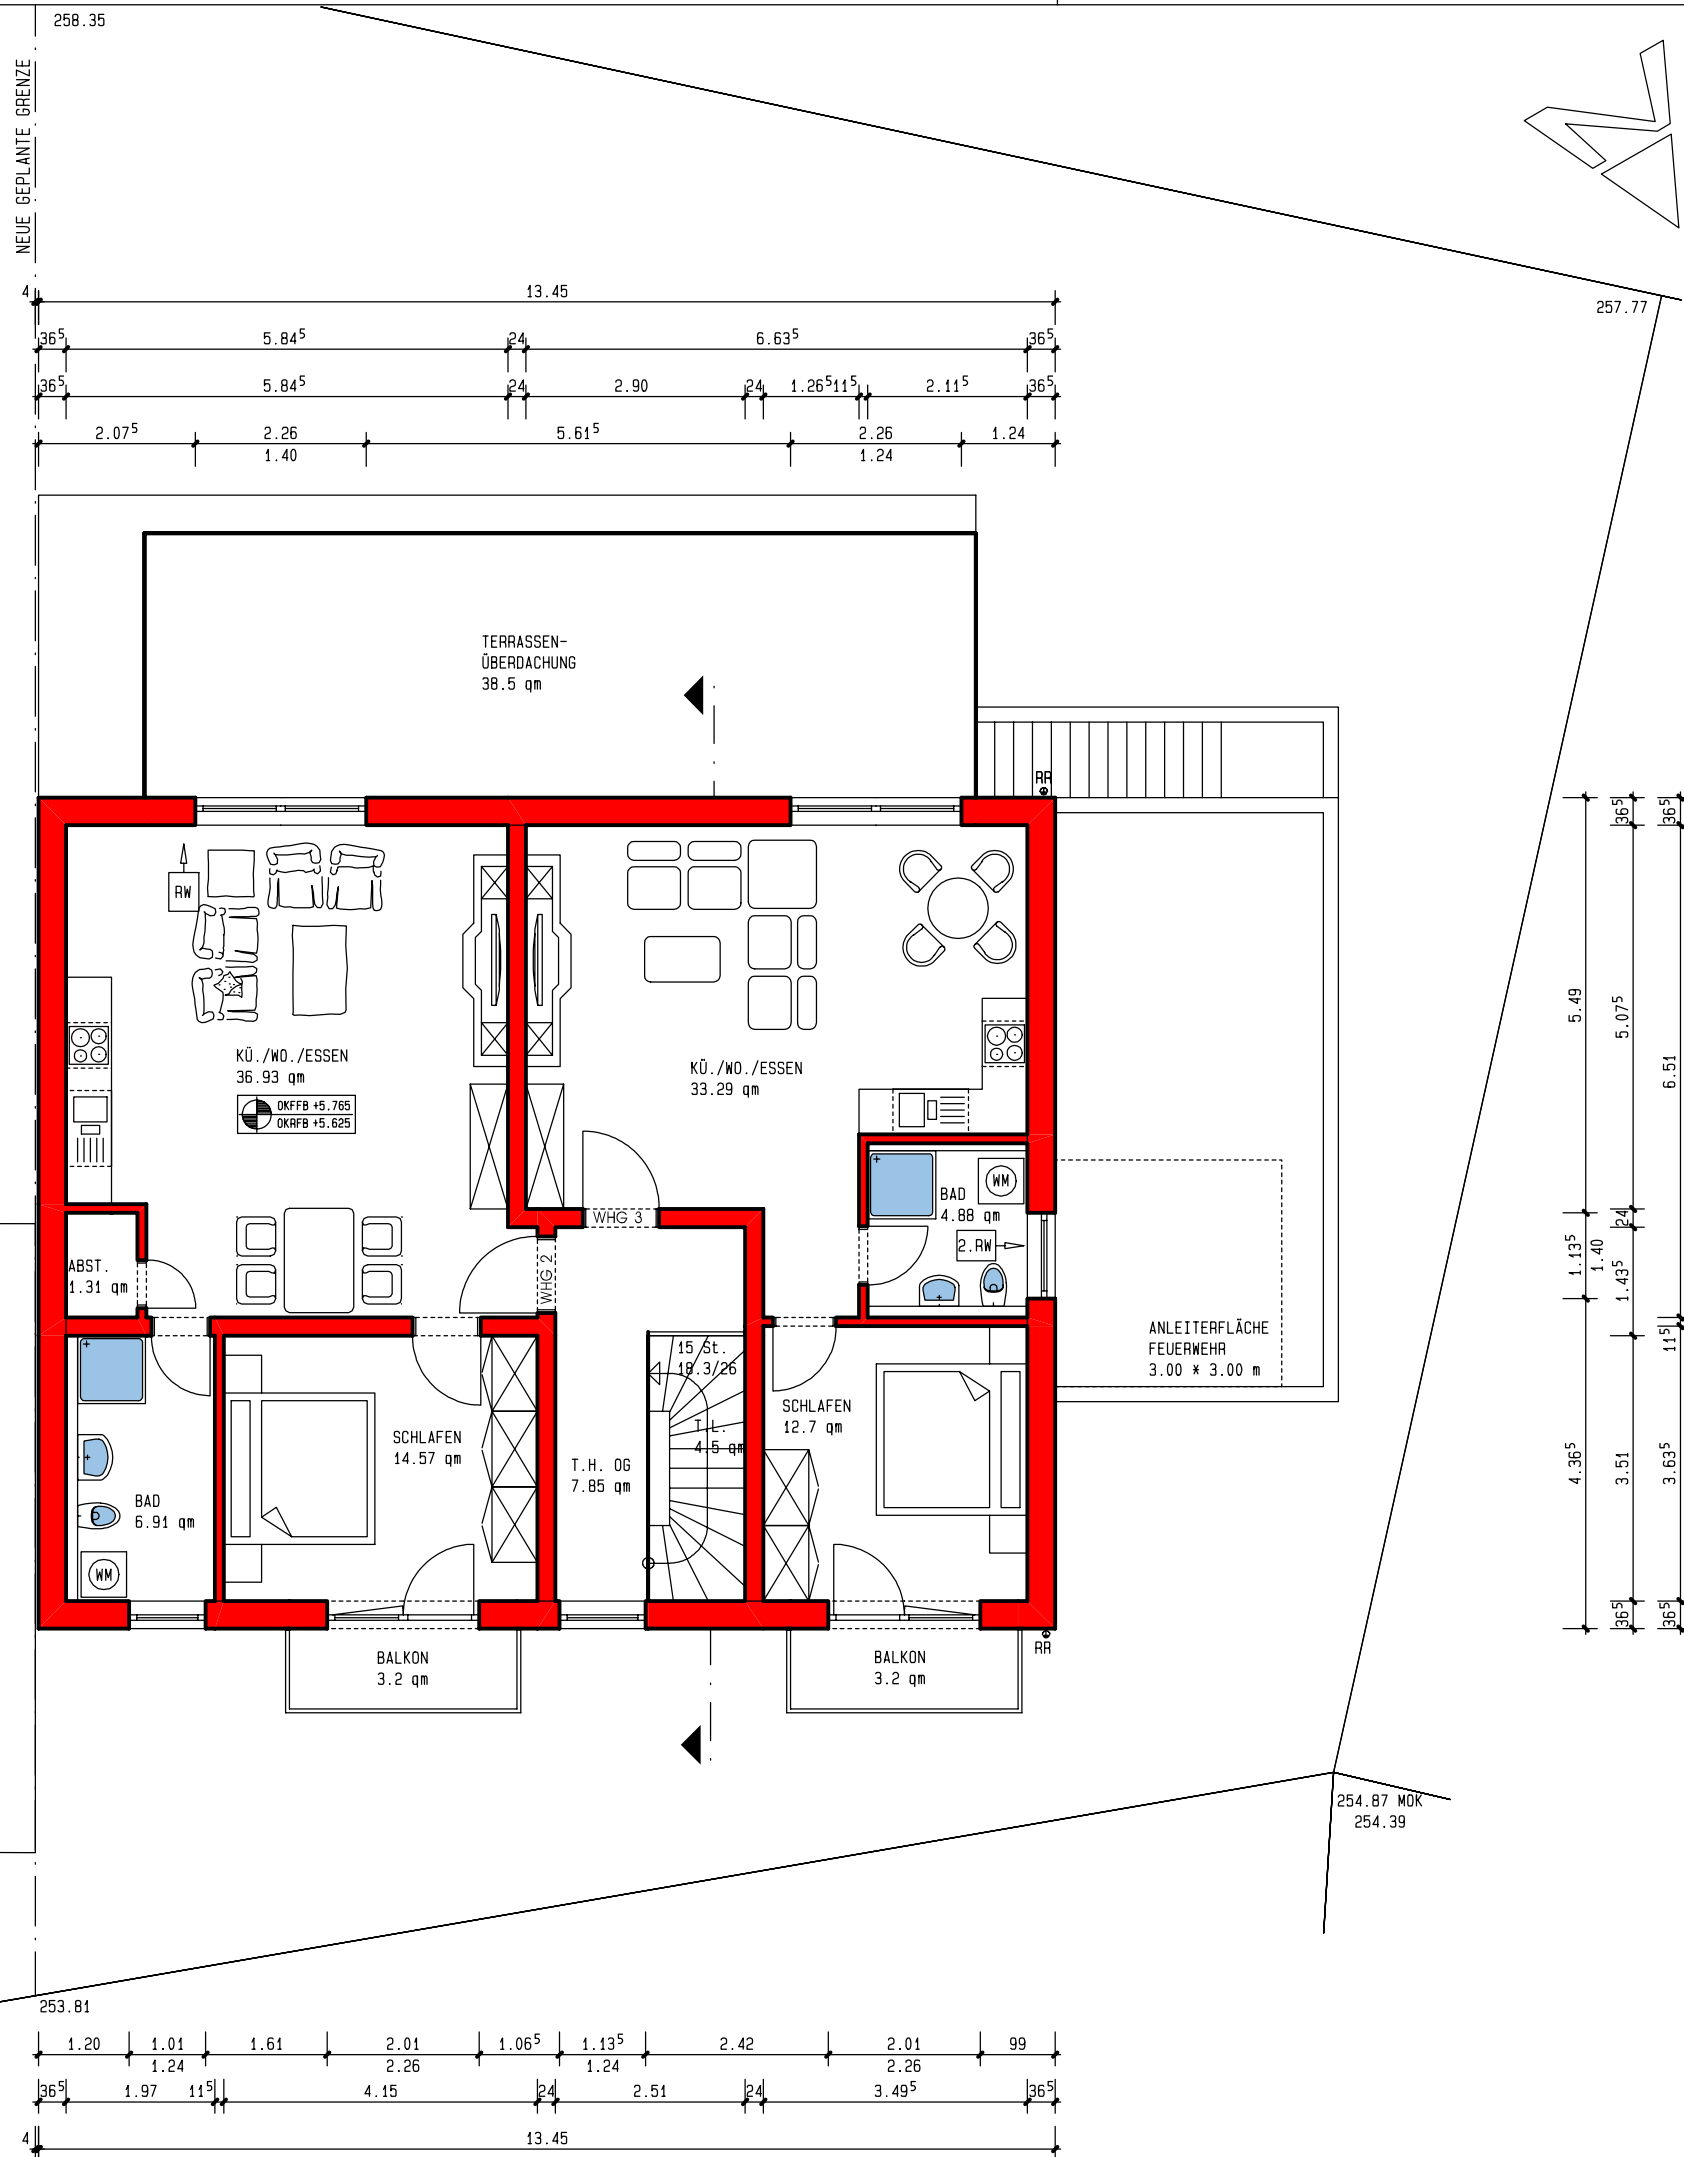 258.35
NEUE GEPLANTE GRENZE
257.77
4
13.45
36⁵
5.84⁵
24
6.63⁵
36⁵
36⁵
5.84⁵
24
2.90
24
1.26⁵
11⁵
2.11⁵
36⁵
2.07⁵
2.26
5.61⁵
2.26
1.24
1.40
1.24
TERRASSEN-
ÜBERDACHUNG
38.5 qm
RR
RW
KÜ./WO./ESSEN
36.93 qm
OKFFB +5.765
OKRFB +5.625
KÜ./WO./ESSEN
33.29 qm
WM
BAD
4.88 qm
2.RW
WHG 3
WHG 2
ABST.
1.31 qm
ANLEITERFLÄCHE
FEUERWEHR
3.00 * 3.00 m
15 St.
18.3/26
T.L.
4.5 qm
SCHLAFEN
12.7 qm
SCHLAFEN
14.57 qm
T.H. OG
7.85 qm
BAD
6.91 qm
WM
BALKON
3.2 qm
BALKON
3.2 qm
RR
5.49
1.13⁵
1.40
4.36⁵
36⁵
5.07⁵
24
1.43⁵
3.51
36⁵
36⁵
6.51
11⁵
3.63⁵
36⁵
254.87 MOK
254.39
253.81
1.20
1.01
1.61
2.01
1.06⁵
1.13⁵
2.42
2.01
99
1.24
2.26
1.24
2.26
36⁵
1.97
11⁵
4.15
24
2.51
24
3.49⁵
36⁵
4
13.45